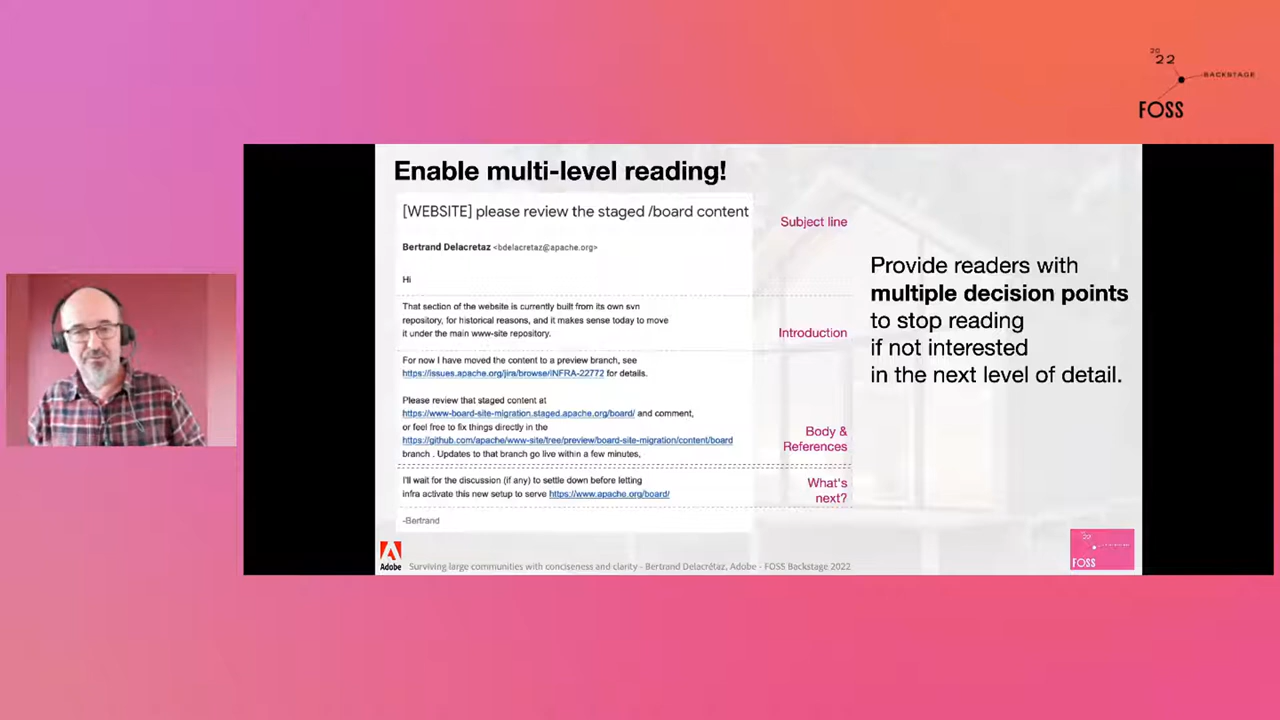 20
22
BACKSTAGE
FOSS
Enable multi-level reading!
[WEBSITE] please review the staged /board content
Subject line
Bertrand Delacretaz <bdelacretaz@apache.org>
Hi
That section of the website is currently built from its own svn
repository, for historical reasons, and it makes sense today to move
it under the main www-site repository.
Introduction
For now I have moved the content to a preview branch, see
https://issues.apache.org/jira/browse/INFRA-22772 for details.
Please review that staged content at
https://www-board-site-migration.staged.apache.org/board/ and comment,
or feel free to fix things directly in the
https://github.com/apache/www-site/tree/preview/board-site-migration/content/board
branch . Updates to that branch go live within a few minutes,
Body &
References
I'll wait for the discussion (if any) to settle down before letting
infra activate this new setup to serve https://www.apache.org/board/
What's
next?
-Bertrand
Provide readers with
multiple decision points
to stop reading
if not interested
in the next level of detail.
Adobe
Surviving large communities with conciseness and clarity - Bertrand Delacrétaz, Adobe - FOSS Backstage 2022
22
FOSS